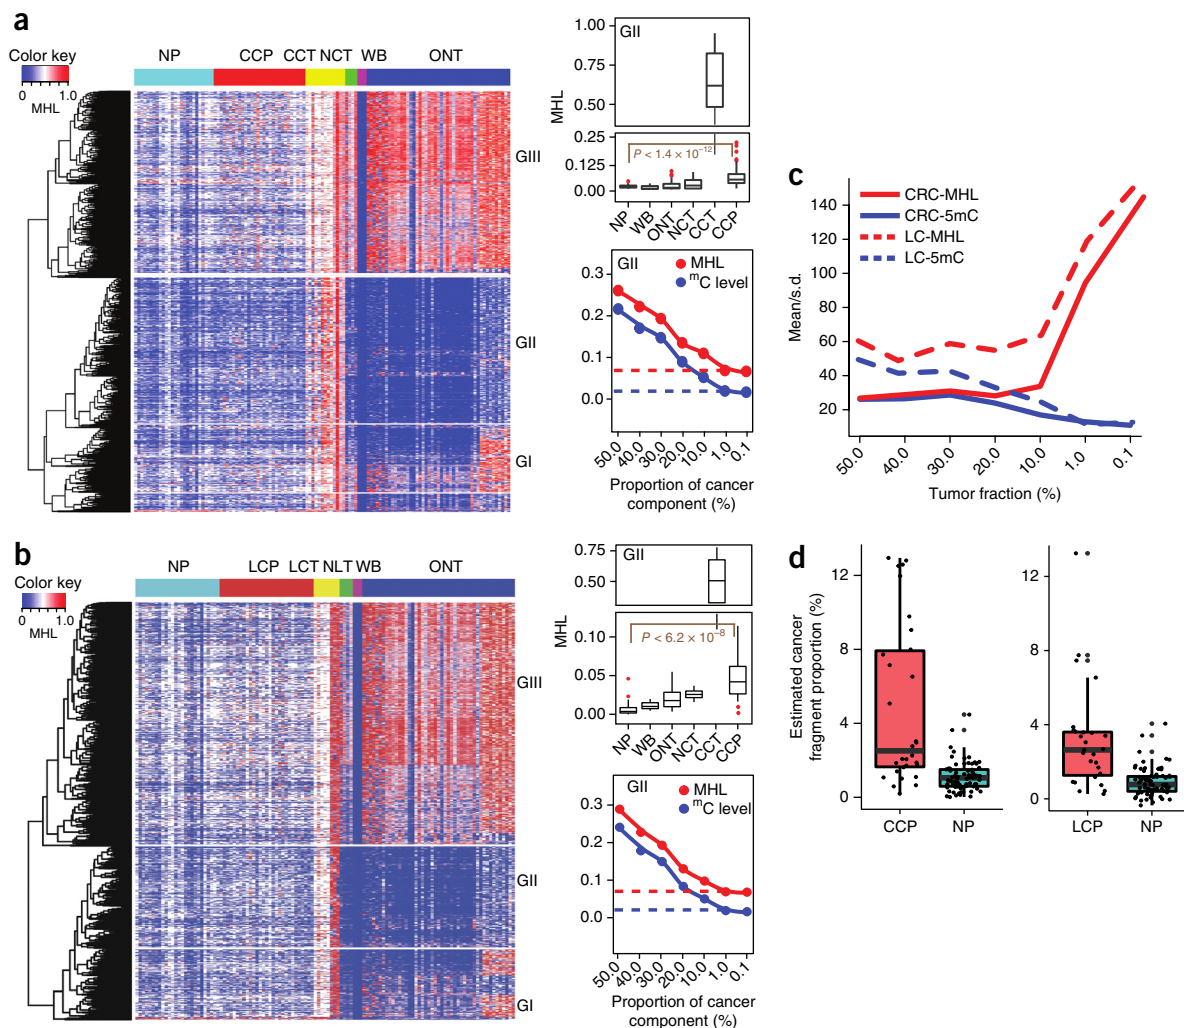 a
Color key
MHL
1.0
NP CCP CCT NCT WB ONT
GIII
GII
GI
GII
MHL
1.00
0.75
0.50
0.25
0.125
0.00
P < 1.4 × 10⁻¹²
NP WB ONT NCT CCT CCP
GII
MHL
ᵐC level
0.3
0.2
0.1
0.0
50.0 40.0 30.0 20.0 10.0 1.0 0.1
Proportion of cancer
component (%)
b
Color key
MHL
1.0
NP LCP LCT NLT WB ONT
GIII
GII
GI
GII
MHL
0.75
0.50
0.10
0.05
0.00
P < 6.2 × 10⁻⁸
NP WB ONT NCT CCT CCP
GII
MHL
ᵐC level
0.3
0.2
0.1
0.0
50.0 40.0 30.0 20.0 10.0 1.0 0.1
Proportion of cancer
component (%)
c
CRC-MHL
CRC-5mC
LC-MHL
LC-5mC
Mean/s.d.
140
120
100
80
60
40
20
50.0 40.0 30.0 20.0 10.0 1.0 0.1
Tumor fraction (%)
d
Estimated cancer
fragment proportion (%)
12
8
4
0
CCP NP
12
8
4
0
LCP NP